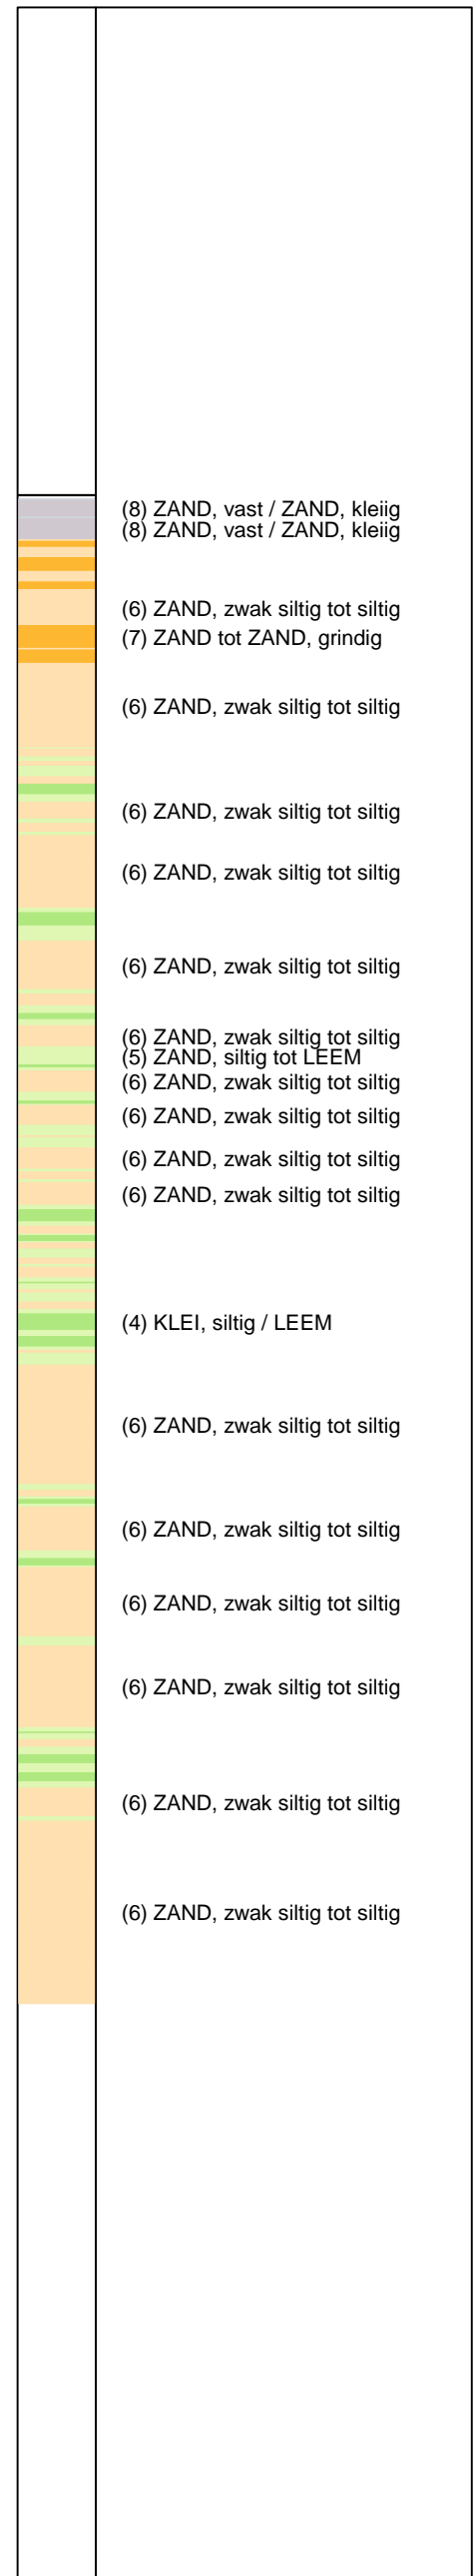 (8) ZAND, vast / ZAND, kleiig
(8) ZAND, vast / ZAND, kleiig
(6) ZAND, zwak siltig tot siltig
(7) ZAND tot ZAND, grindig
(6) ZAND, zwak siltig tot siltig
(6) ZAND, zwak siltig tot siltig
(6) ZAND, zwak siltig tot siltig
(6) ZAND, zwak siltig tot siltig
(6) ZAND, zwak siltig tot siltig
(5) ZAND, siltig tot LEEM
(6) ZAND, zwak siltig tot siltig
(6) ZAND, zwak siltig tot siltig
(6) ZAND, zwak siltig tot siltig
(6) ZAND, zwak siltig tot siltig
(4) KLEI, siltig / LEEM
(6) ZAND, zwak siltig tot siltig
(6) ZAND, zwak siltig tot siltig
(6) ZAND, zwak siltig tot siltig
(6) ZAND, zwak siltig tot siltig
(6) ZAND, zwak siltig tot siltig
(6) ZAND, zwak siltig tot siltig